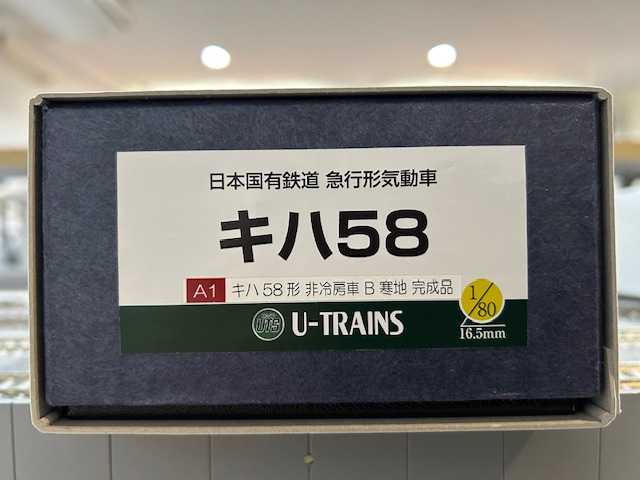 日本国有鉄道 急行形気動車
キハ58
A1 キハ58形 非冷房車 B 寒地 完成品
1/80
16.5mm
UTS U-TRAINS